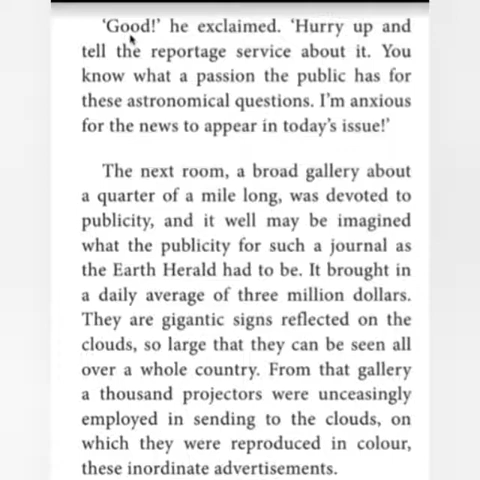 ‘Good!’ he exclaimed. ‘Hurry up and
tell the reportage service about it. You
know what a passion the public has for
these astronomical questions. I’m anxious
for the news to appear in today’s issue!’
The next room, a broad gallery about
a quarter of a mile long, was devoted to
publicity, and it well may be imagined
what the publicity for such a journal as
the Earth Herald had to be. It brought in
a daily average of three million dollars.
They are gigantic signs reflected on the
clouds, so large that they can be seen all
over a whole country. From that gallery
a thousand projectors were unceasingly
employed in sending to the clouds, on
which they were reproduced in colour,
these inordinate advertisements.